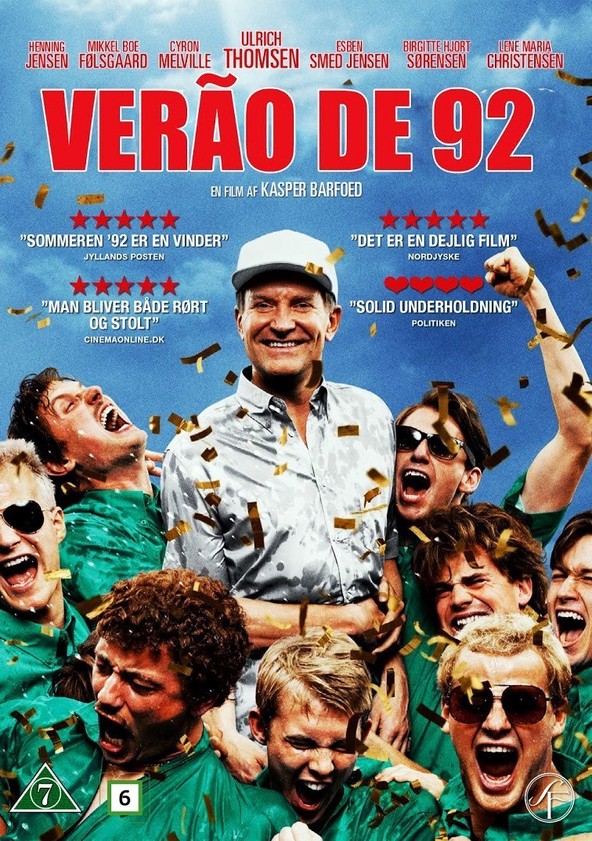 HENNING JENSEN MIKKEL BOE FØLSGAARD CYRON MELVILLE ULRICH THOMSEN ESBEN SMED JENSEN BIRGITTE HJORT SØRENSEN LENE MARIA CHRISTENSEN
VERÃO DE 92
EN FILM AF KASPER BARFOED
”SOMMEREN ’92 ER EN VINDER”
JYLLANDS POSTEN
”DET ER EN DEJLIG FILM”
NORDJYSKE
”MAN BLIVER BÅDE RØRT
OG STOLT”
CINEMAONLINE.DK
”SOLID UNDERHOLDNING”
POLITIKEN
7
6
SF